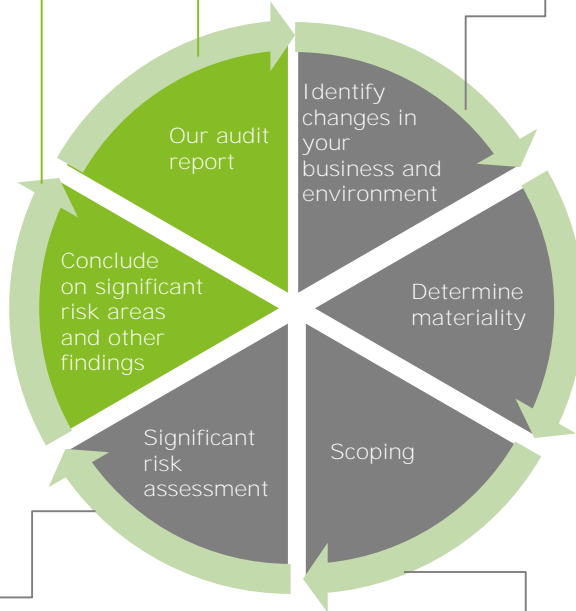 Identify
changes in
your
business and
environment
Determine
materiality
Scoping
Significant
risk
assessment
Conclude
on significant
risk areas
and other
findings
Our audit
report